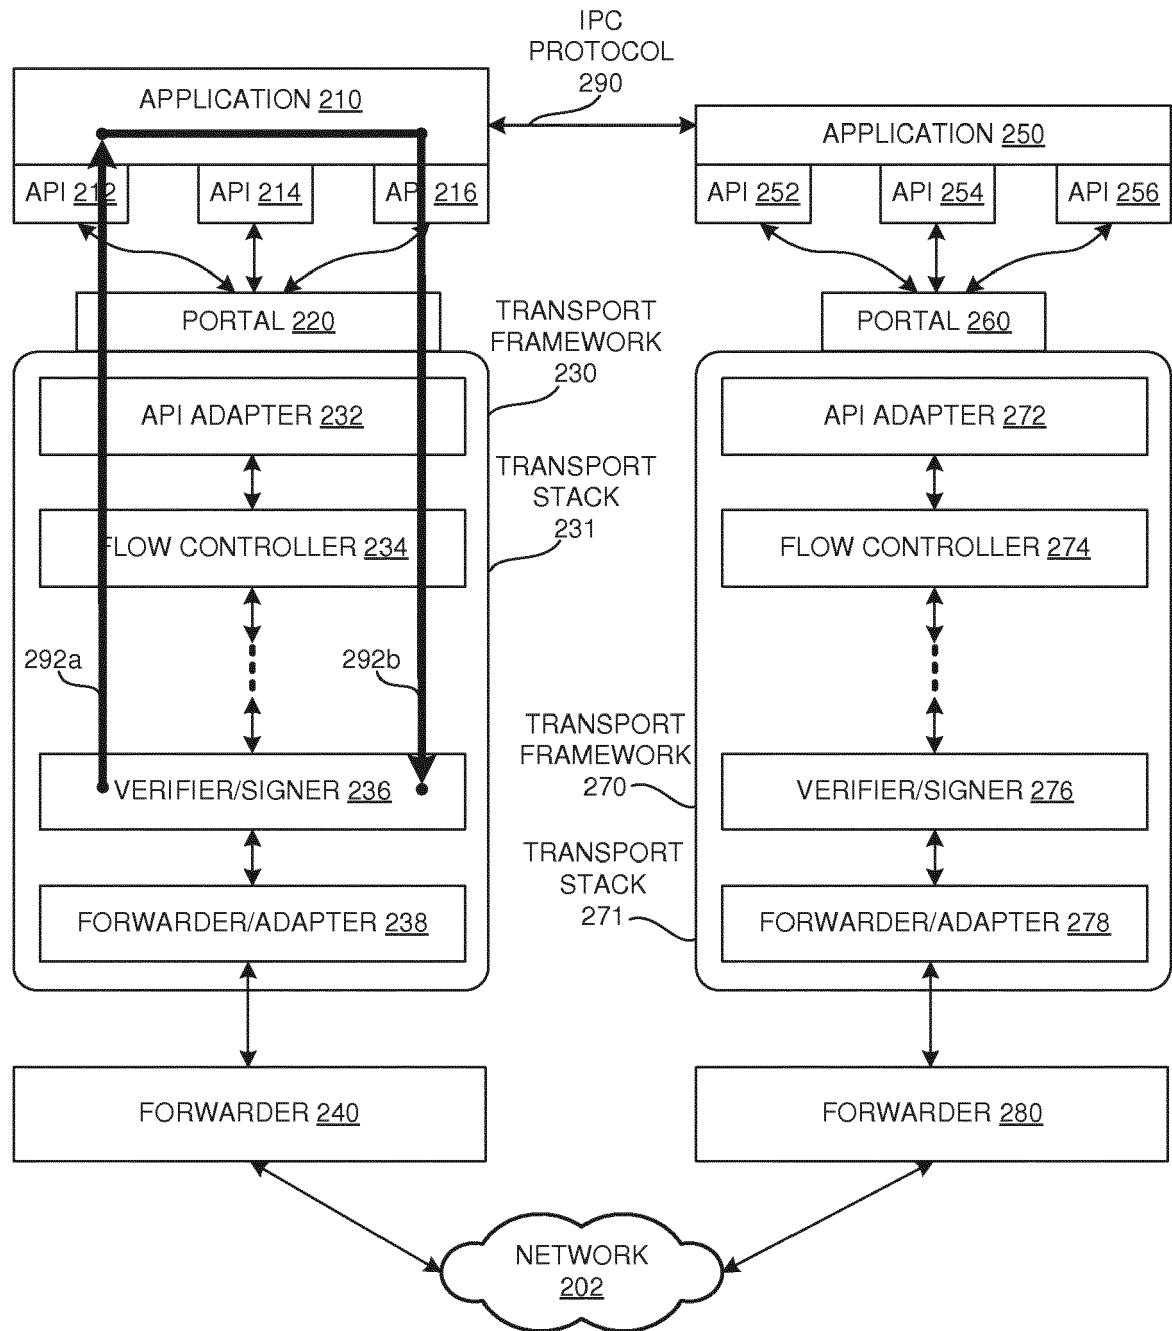 IPC
PROTOCOL
290
APPLICATION 210
APPLICATION 250
API 212
API 214
API 216
API 252
API 254
API 256
PORTAL 220
PORTAL 260
TRANSPORT
FRAMEWORK
230
API ADAPTER 232
API ADAPTER 272
TRANSPORT
STACK
231
FLOW CONTROLLER 234
FLOW CONTROLLER 274
292a
292b
TRANSPORT
FRAMEWORK
270
VERIFIER/SIGNER 236
VERIFIER/SIGNER 276
TRANSPORT
STACK
271
FORWARDER/ADAPTER 238
FORWARDER/ADAPTER 278
FORWARDER 240
FORWARDER 280
NETWORK
202